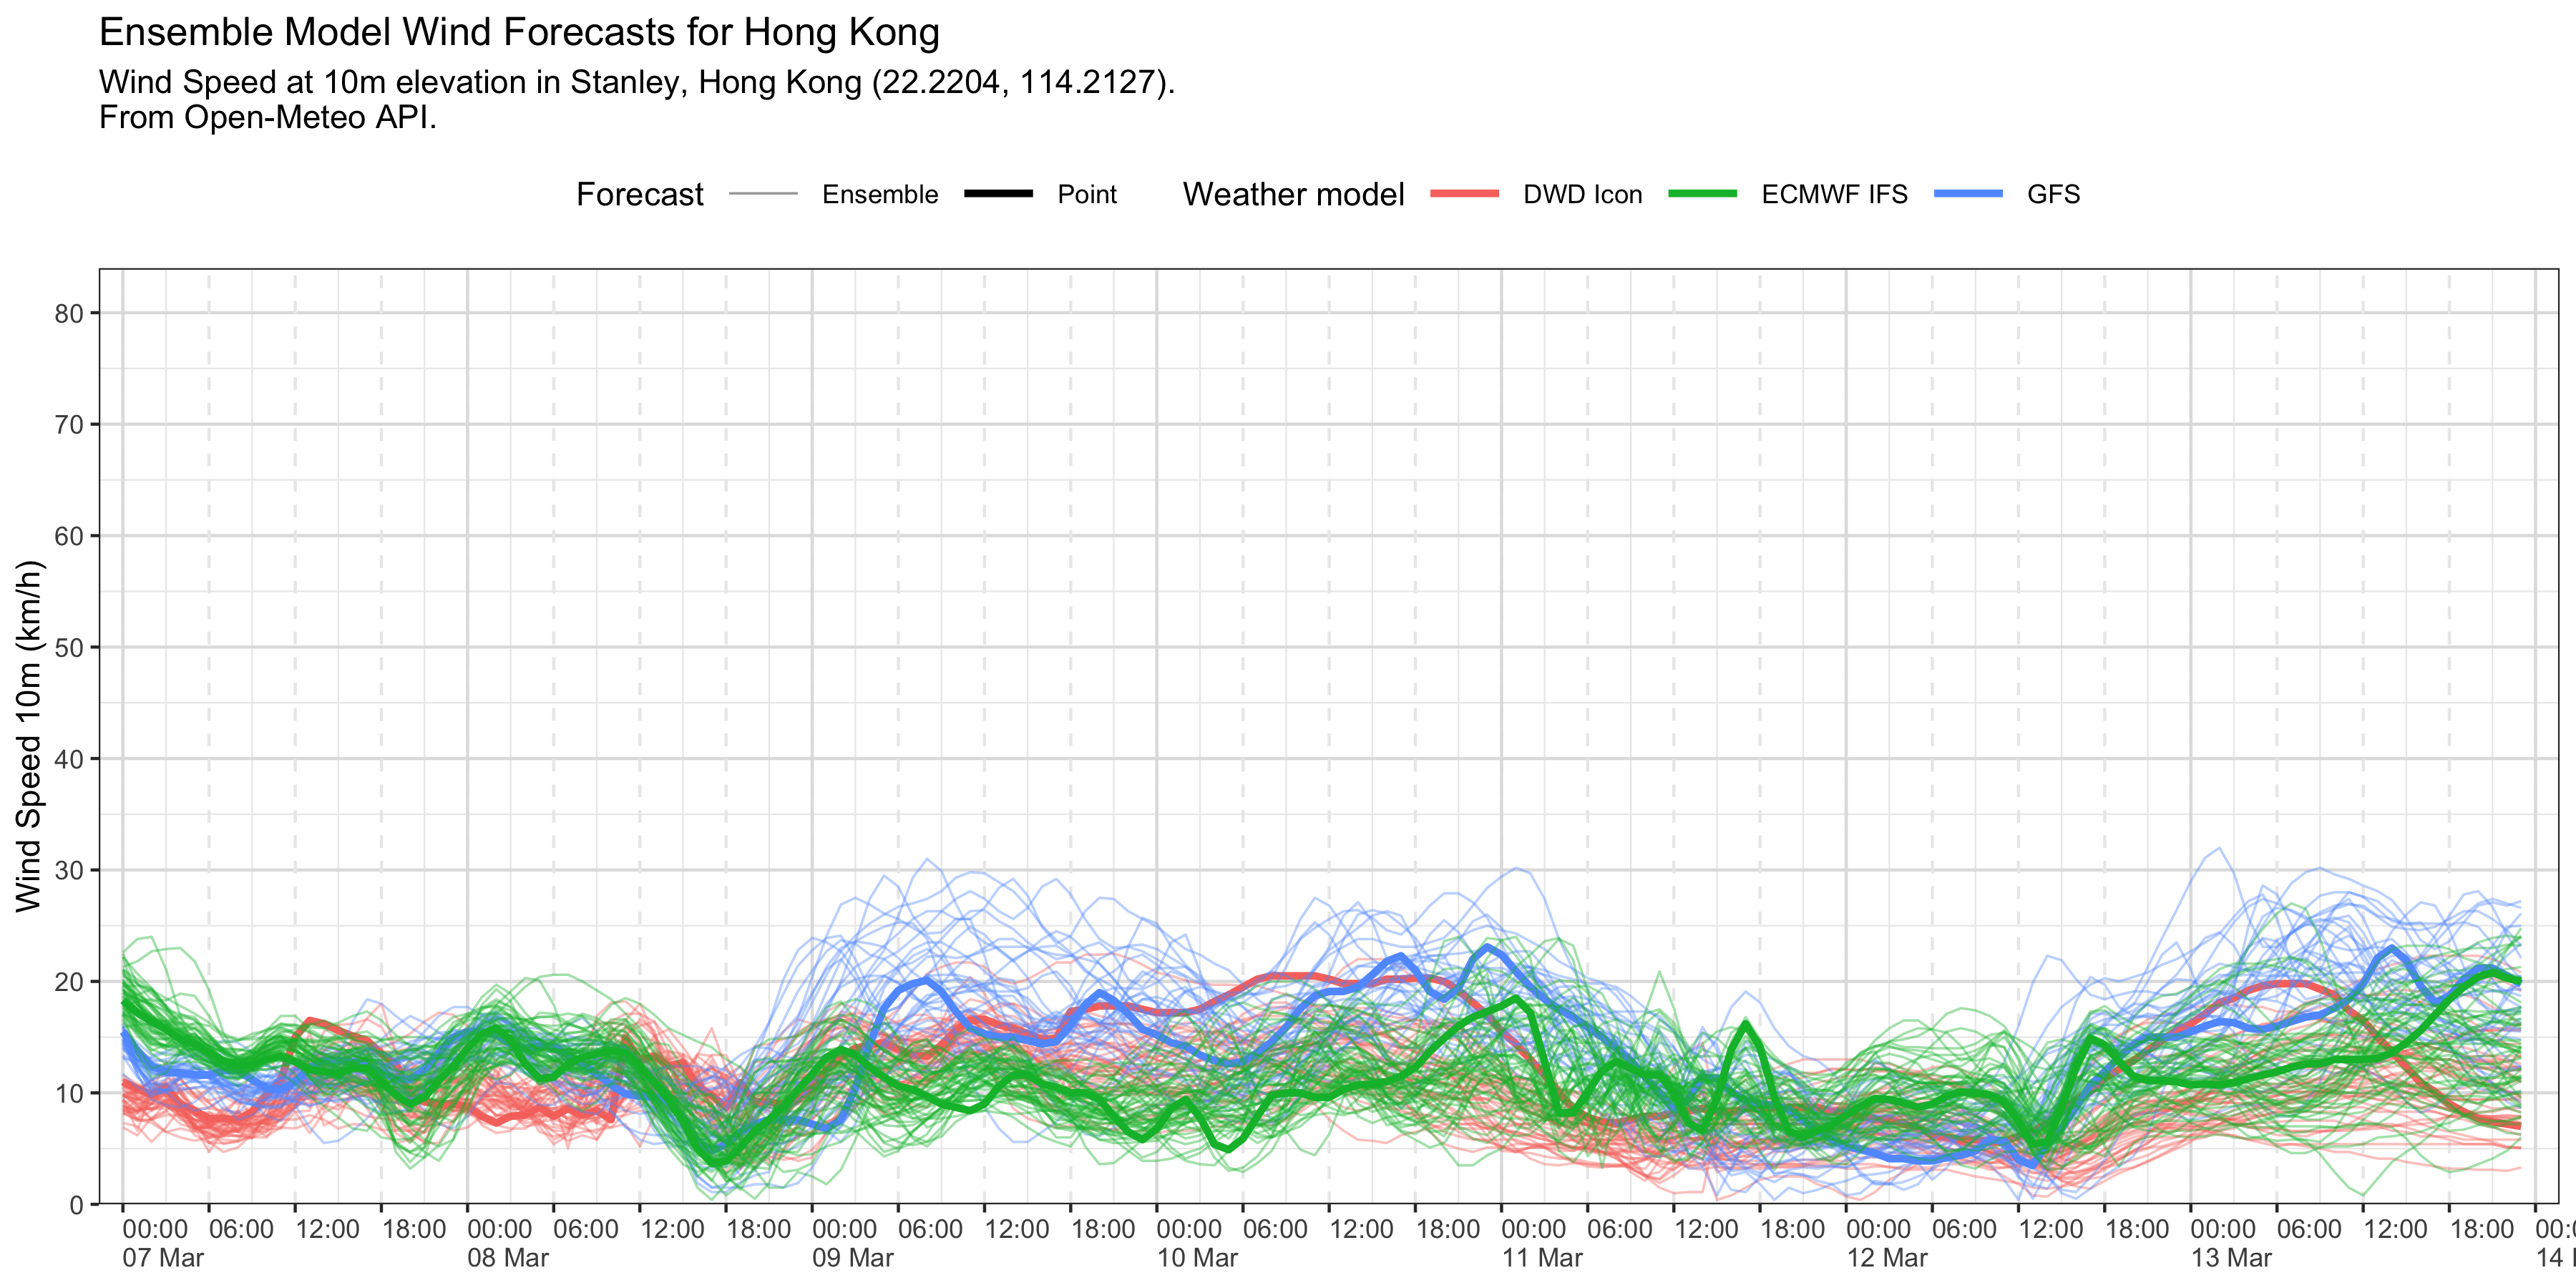 Ensemble Model Wind Forecasts for Hong Kong
Wind Speed at 10m elevation in Stanley, Hong Kong (22.2204, 114.2127).
From Open-Meteo API.
Forecast Ensemble Point Weather model DWD Icon ECMWF IFS GFS
Wind Speed 10m (km/h)
80
70
60
50
40
30
20
10
0
00:00 06:00 12:00 18:00 00:00 06:00 12:00 18:00 00:00 06:00 12:00 18:00 00:00 06:00 12:00 18:00 00:00 06:00 12:00 18:00 00:00 06:00 12:00 18:00 00:00 06:00 12:00 18:00 00:0
07 Mar 08 Mar 09 Mar 10 Mar 11 Mar 12 Mar 13 Mar 14